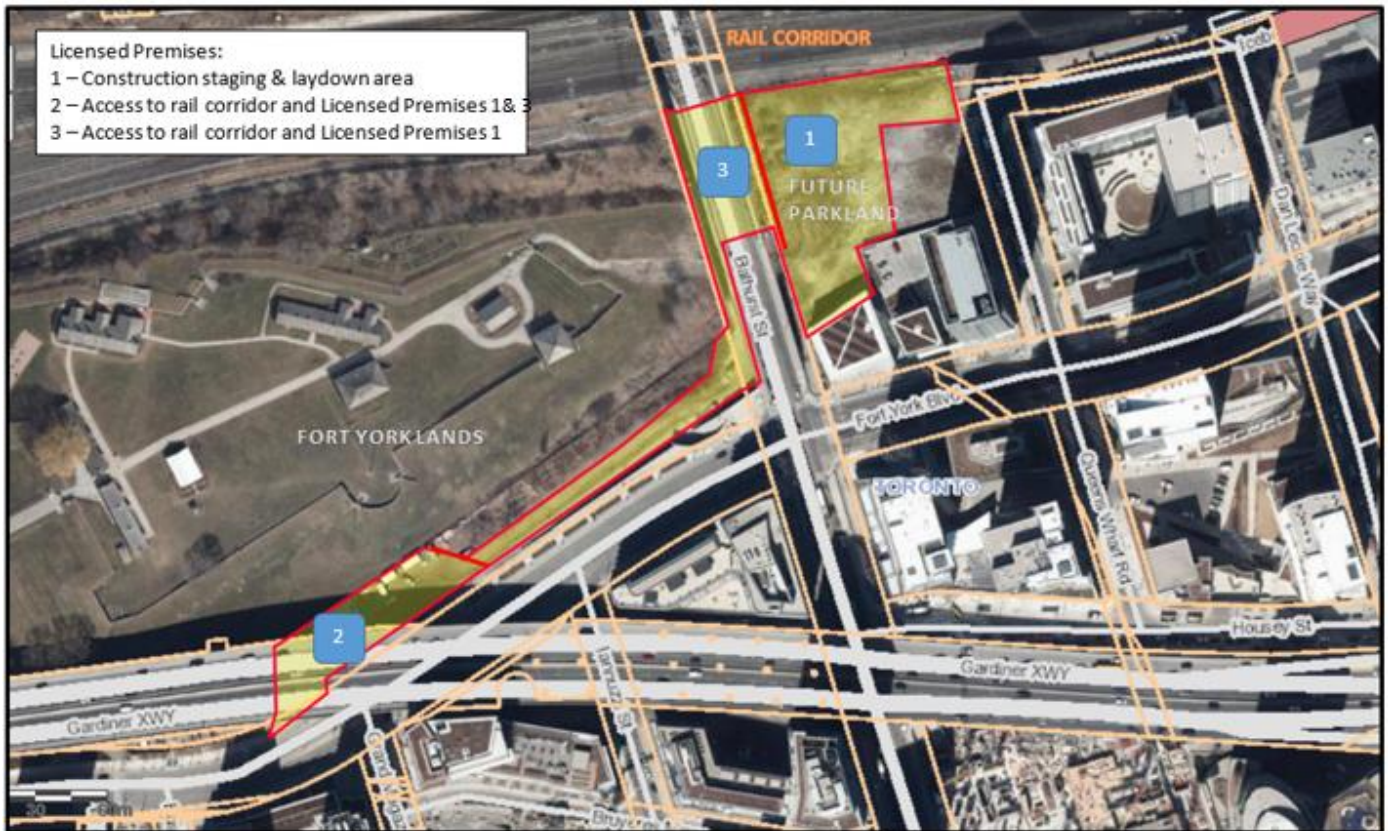 Licensed Premises:
1 – Construction staging & laydown area
2 – Access to rail corridor and Licensed Premises 1& 3
3 – Access to rail corridor and Licensed Premises 1
RAIL CORRIDOR
1
3
FUTURE
PARKLAND
Bathurst St
Dan Leckie Way
FORT YORK LANDS
Fort York Blvd
TORONTO
Queens Wharf Rd
2
Housey St
Gardiner XWY
Gardiner XWY
Iannuzzi St
30